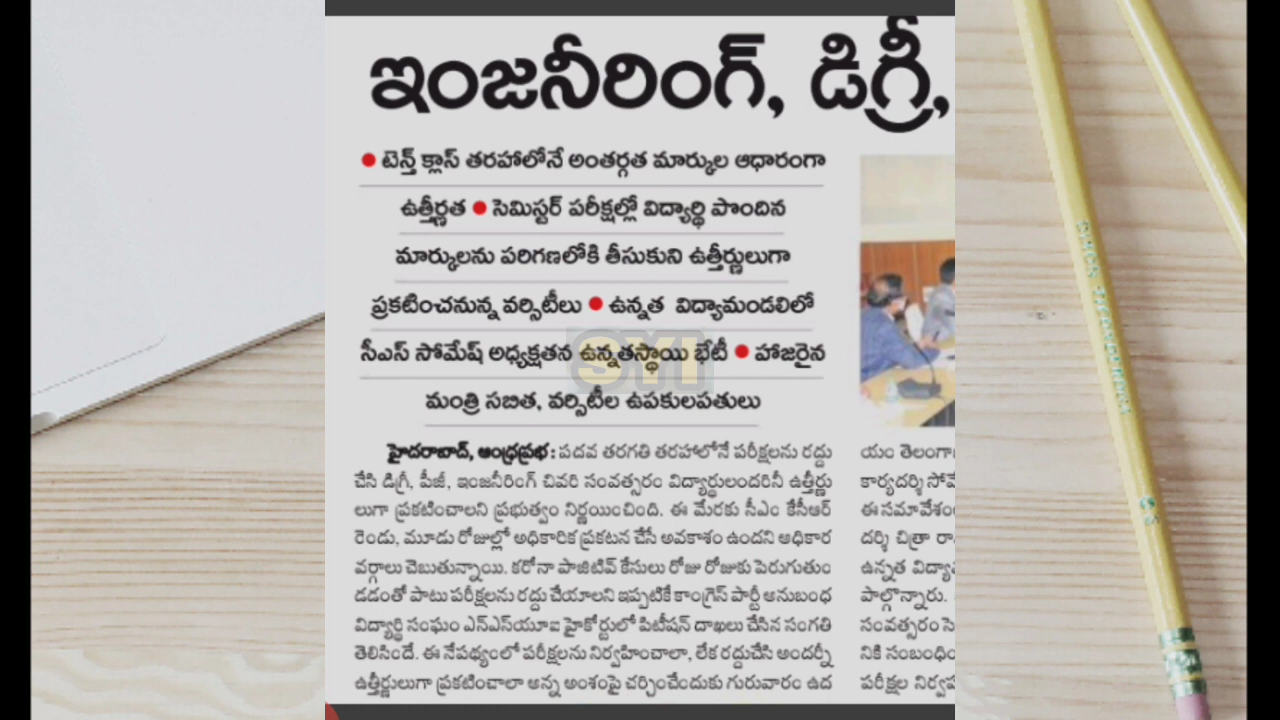 ఇంజనీరింగ్, డిగ్రీ,
● టెన్త్ క్లాస్ తరహాలోనే అంతర్గత మార్కుల ఆధారంగా
ఉత్తీర్ణత ● సెమిస్టర్ పరీక్షల్లో విద్యార్థి పొందిన
మార్కులను పరిగణలోకి తీసుకుని ఉత్తీర్ణులుగా
ప్రకటించనున్న వర్సిటీలు ● ఉన్నత విద్యామండలిలో
సీఎస్ సోమేష్ అధ్యక్షతన ఉన్నతస్థాయి భేటీ ● హాజరైన
మంత్రి సబిత, వర్సిటీల ఉపకులపతులు
SYI
హైదరాబాద్, ఆంధ్రప్రభ: పదవ తరగతి తరహాలోనే పరీక్షలను రద్దు
చేసి డిగ్రీ, పీజీ, ఇంజనీరింగ్ చివరి సంవత్సరం విద్యార్థులందరినీ ఉత్తీర్ణు
లుగా ప్రకటించాలని ప్రభుత్వం నిర్ణయించింది. ఈ మేరకు సీఎం కేసీఆర్
రెండు, మూడు రోజుల్లో అధికారిక ప్రకటన చేసే అవకాశం ఉందని అధికార
వర్గాలు చెబుతున్నాయి. కరోనా పాజిటివ్ కేసులు రోజు రోజుకు పెరుగుతుం
డడంతో పాటు పరీక్షలను రద్దు చేయాలని ఇప్పటికే కాంగ్రెస్ పార్టీ అనుబంధ
విద్యార్థి సంఘం ఎన్ఎస్‌యూఐ హైకోర్టులో పిటీషన్ దాఖలు చేసిన సంగతి
తెలిసిందే. ఈ నేపథ్యంలో పరీక్షలను నిర్వహించాలా, లేక రద్దుచేసి అందర్నీ
ఉత్తీర్ణులుగా ప్రకటించాలా అన్న అంశంపై చర్చించేందుకు గురువారం ఉద
యం తెలంగాణ
కార్యదర్శి సోమే
ఈ సమావేశం
దర్శి చిత్రా రా
ఉన్నత విద్యా
పాల్గొన్నారు.
సంవత్సరం సె
నికి సంబంధిం
పరీక్షల నిర్వహ